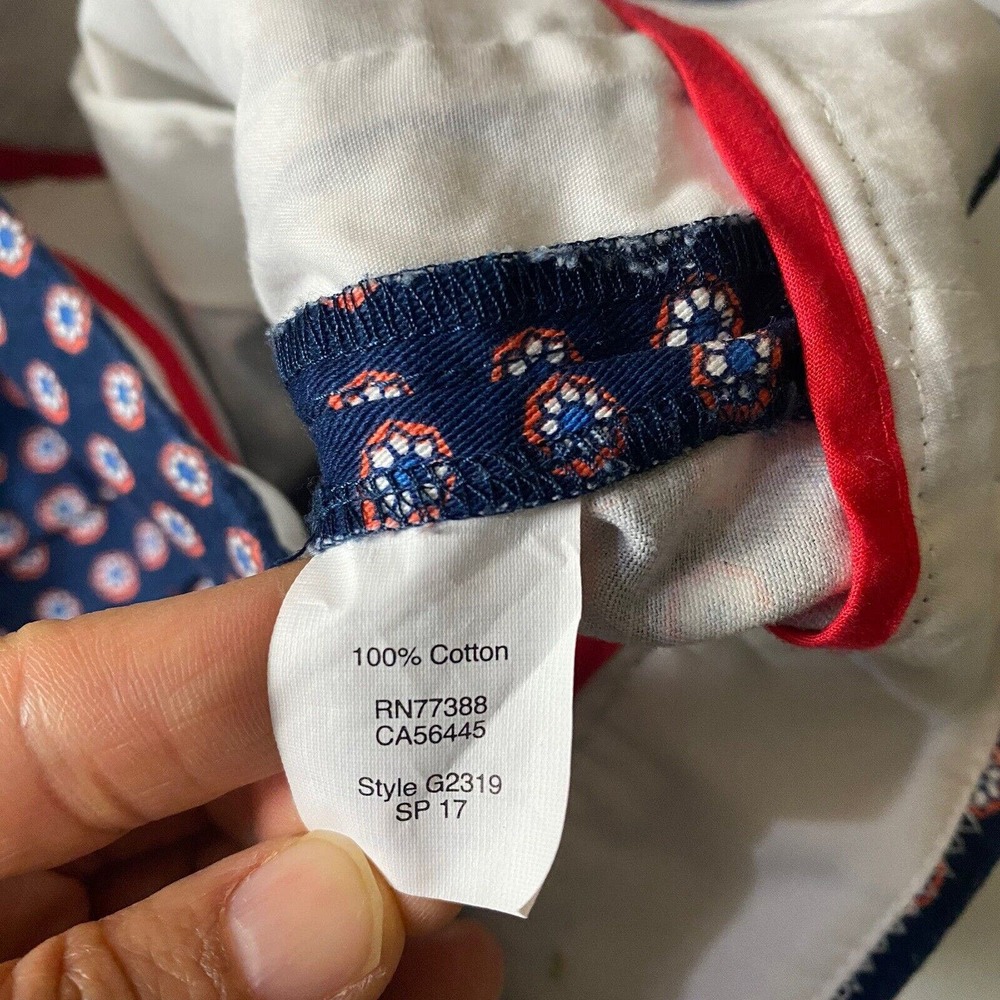 100% Cotton
RN77388
CA56445
Style G2319
SP 17